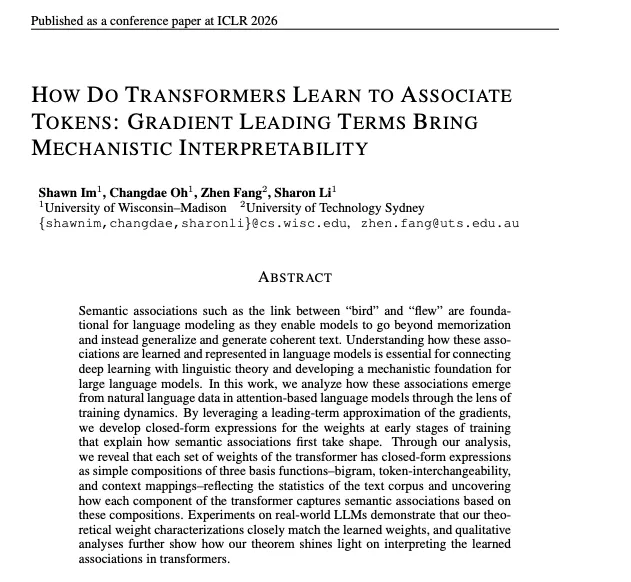 Published as a conference paper at ICLR 2026
HOW DO TRANSFORMERS LEARN TO ASSOCIATE
TOKENS: GRADIENT LEADING TERMS BRING
MECHANISTIC INTERPRETABILITY
Shawn Im¹, Changdae Oh¹, Zhen Fang², Sharon Li¹
¹University of Wisconsin–Madison ²University of Technology Sydney
{shawnim,changdae,sharonli}@cs.wisc.edu, zhen.fang@uts.edu.au
ABSTRACT
Semantic associations such as the link between “bird” and “flew” are founda-
tional for language modeling as they enable models to go beyond memorization
and instead generalize and generate coherent text. Understanding how these asso-
ciations are learned and represented in language models is essential for connecting
deep learning with linguistic theory and developing a mechanistic foundation for
large language models. In this work, we analyze how these associations emerge
from natural language data in attention-based language models through the lens of
training dynamics. By leveraging a leading-term approximation of the gradients,
we develop closed-form expressions for the weights at early stages of training
that explain how semantic associations first take shape. Through our analysis,
we reveal that each set of weights of the transformer has closed-form expressions
as simple compositions of three basis functions–bigram, token-interchangeability,
and context mappings–reflecting the statistics of the text corpus and uncovering
how each component of the transformer captures semantic associations based on
these compositions. Experiments on real-world LLMs demonstrate that our theo-
retical weight characterizations closely match the learned weights, and qualitative
analyses further show how our theorem shines light on interpreting the learned
associations in transformers.